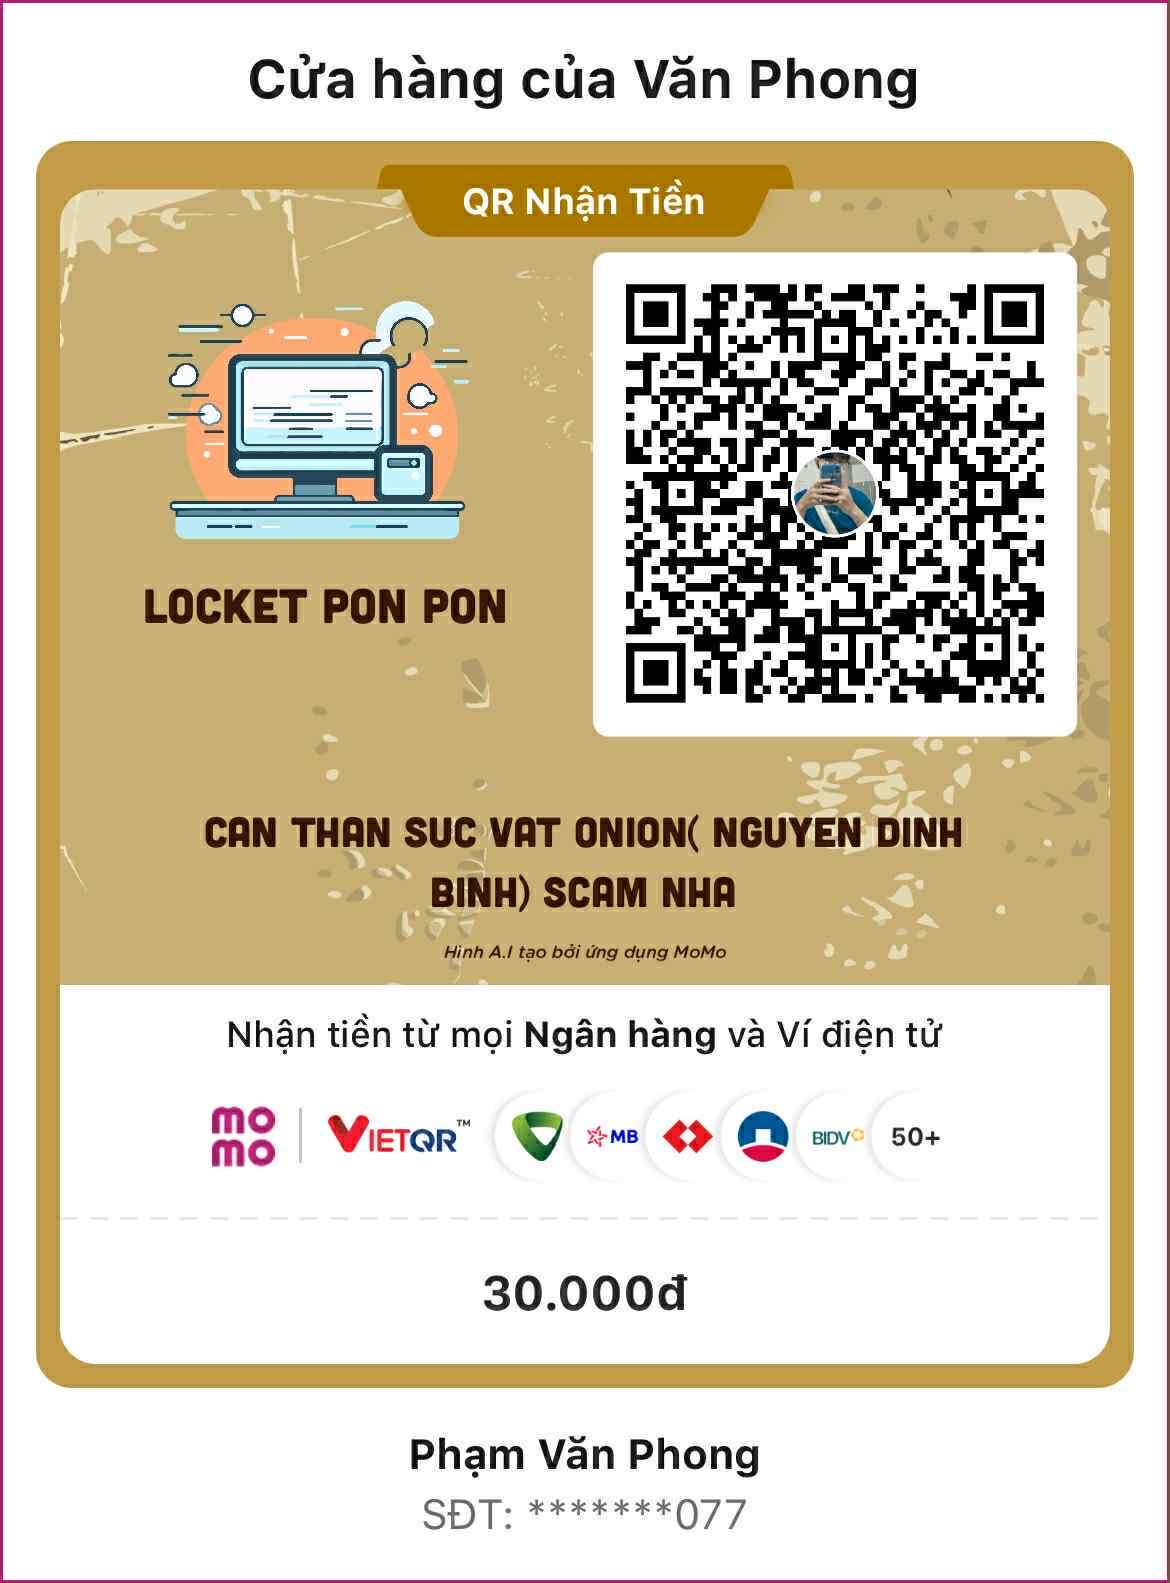 Cửa hàng của Văn Phong
QR Nhận Tiền
LOCKET PON PON
CAN THAN SUC VAT ONION( NGUYEN DINH
BINH) SCAM NHA
Hình A.I tạo bởi ứng dụng MoMo
Nhận tiền từ mọi Ngân hàng và Ví điện tử
mo
mo
VIETQR™
MB
BIDV
50+
30.000đ
Phạm Văn Phong
SĐT: *******077